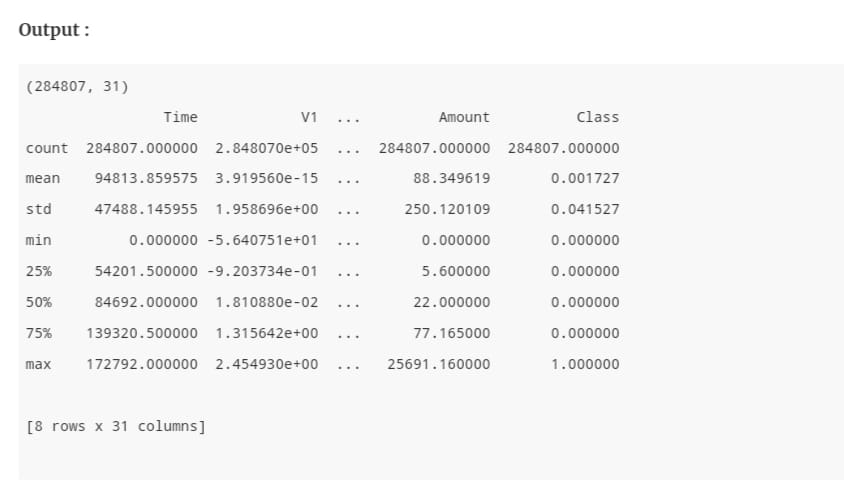 Output :
(284807, 31)
Time V1 ... Amount Class
count 284807.000000 2.848070e+05 ... 284807.000000 284807.000000
mean 94813.859575 3.919560e-15 ... 88.349619 0.001727
std 47488.145955 1.958696e+00 ... 250.120109 0.041527
min 0.000000 -5.640751e+01 ... 0.000000 0.000000
25% 54201.500000 -9.203734e-01 ... 5.600000 0.000000
50% 84692.000000 1.810880e-02 ... 22.000000 0.000000
75% 139320.500000 1.315642e+00 ... 77.165000 0.000000
max 172792.000000 2.454930e+00 ... 25691.160000 1.000000
[8 rows x 31 columns]